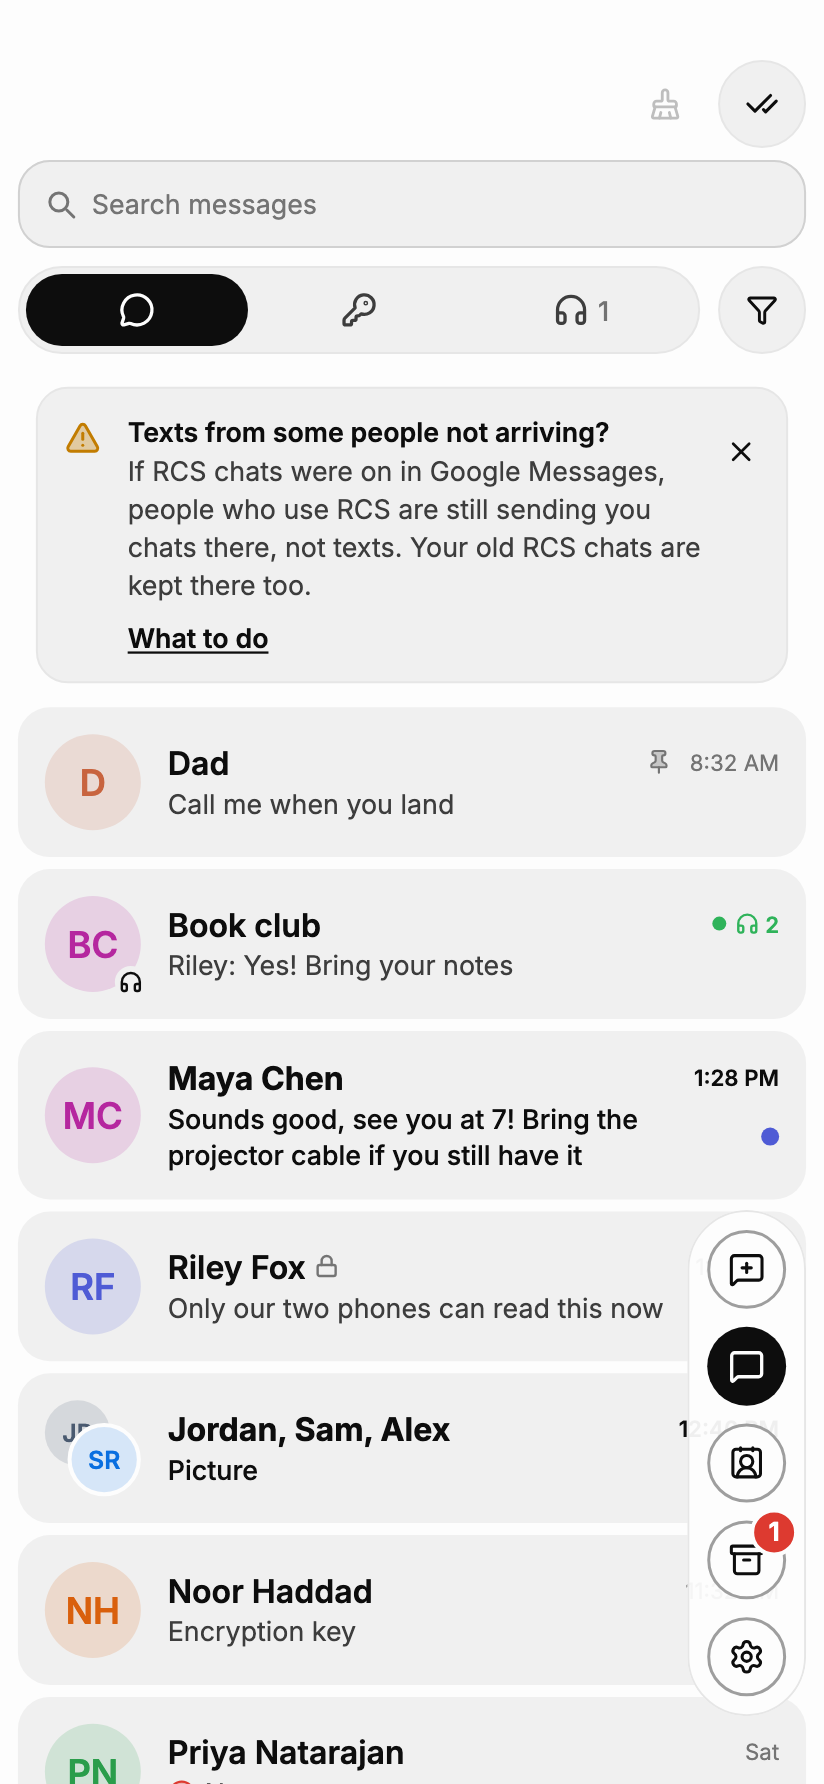 Search messages
1
Texts from some people not arriving?
If RCS chats were on in Google Messages,
people who use RCS are still sending you
chats there, not texts. Your old RCS chats are
kept there too.
What to do
D
Dad
8:32 AM
Call me when you land
BC
Book club
2
Riley: Yes! Bring your notes
MC
Maya Chen
1:28 PM
Sounds good, see you at 7! Bring the
projector cable if you still have it
RF
Riley Fox
Only our two phones can read this now
SR
Jordan, Sam, Alex
12:48 PM
Picture
1
NH
Noor Haddad
Encryption key
PN
Priya Natarajan
Sat